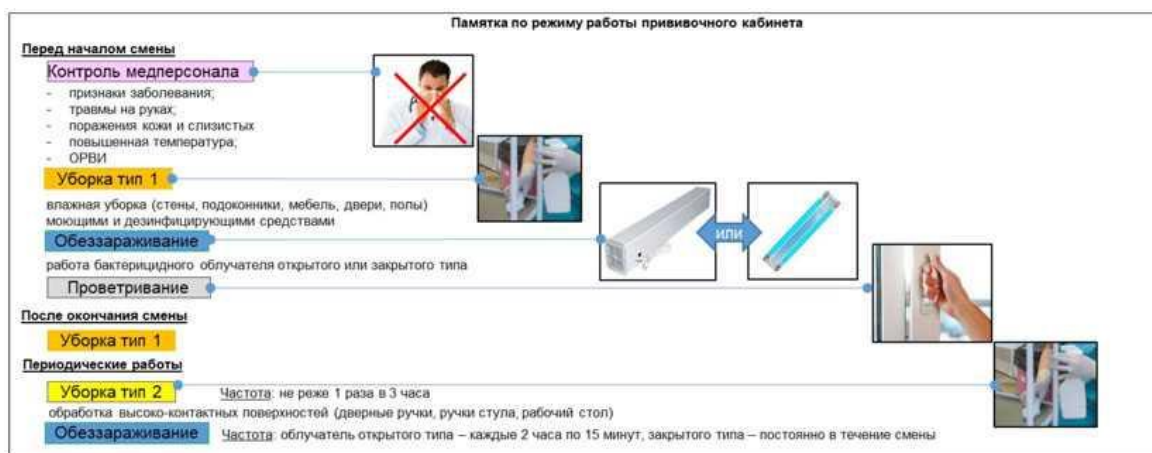 Памятка по режиму работы прививочного кабинета
Перед началом смены
Контроль медперсонала
- признаки заболевания;
- травмы на руках;
- поражения кожи и слизистых
- повышенная температура;
- ОРВИ
Уборка тип 1
влажная уборка (стены, подоконники, мебель, двери, полы)
моющими и дезинфицирующими средствами
Обеззараживание
или
работа бактерицидного облучателя открытого или закрытого типа
Проветривание
После окончания смены
Уборка тип 1
Периодические работы
Уборка тип 2 Частота: не реже 1 раза в 3 часа
обработка высоко-контактных поверхностей (дверные ручки, ручки стула, рабочий стол)
Обеззараживание Частота: облучатель открытого типа – каждые 2 часа по 15 минут, закрытого типа – постоянно в течение смены